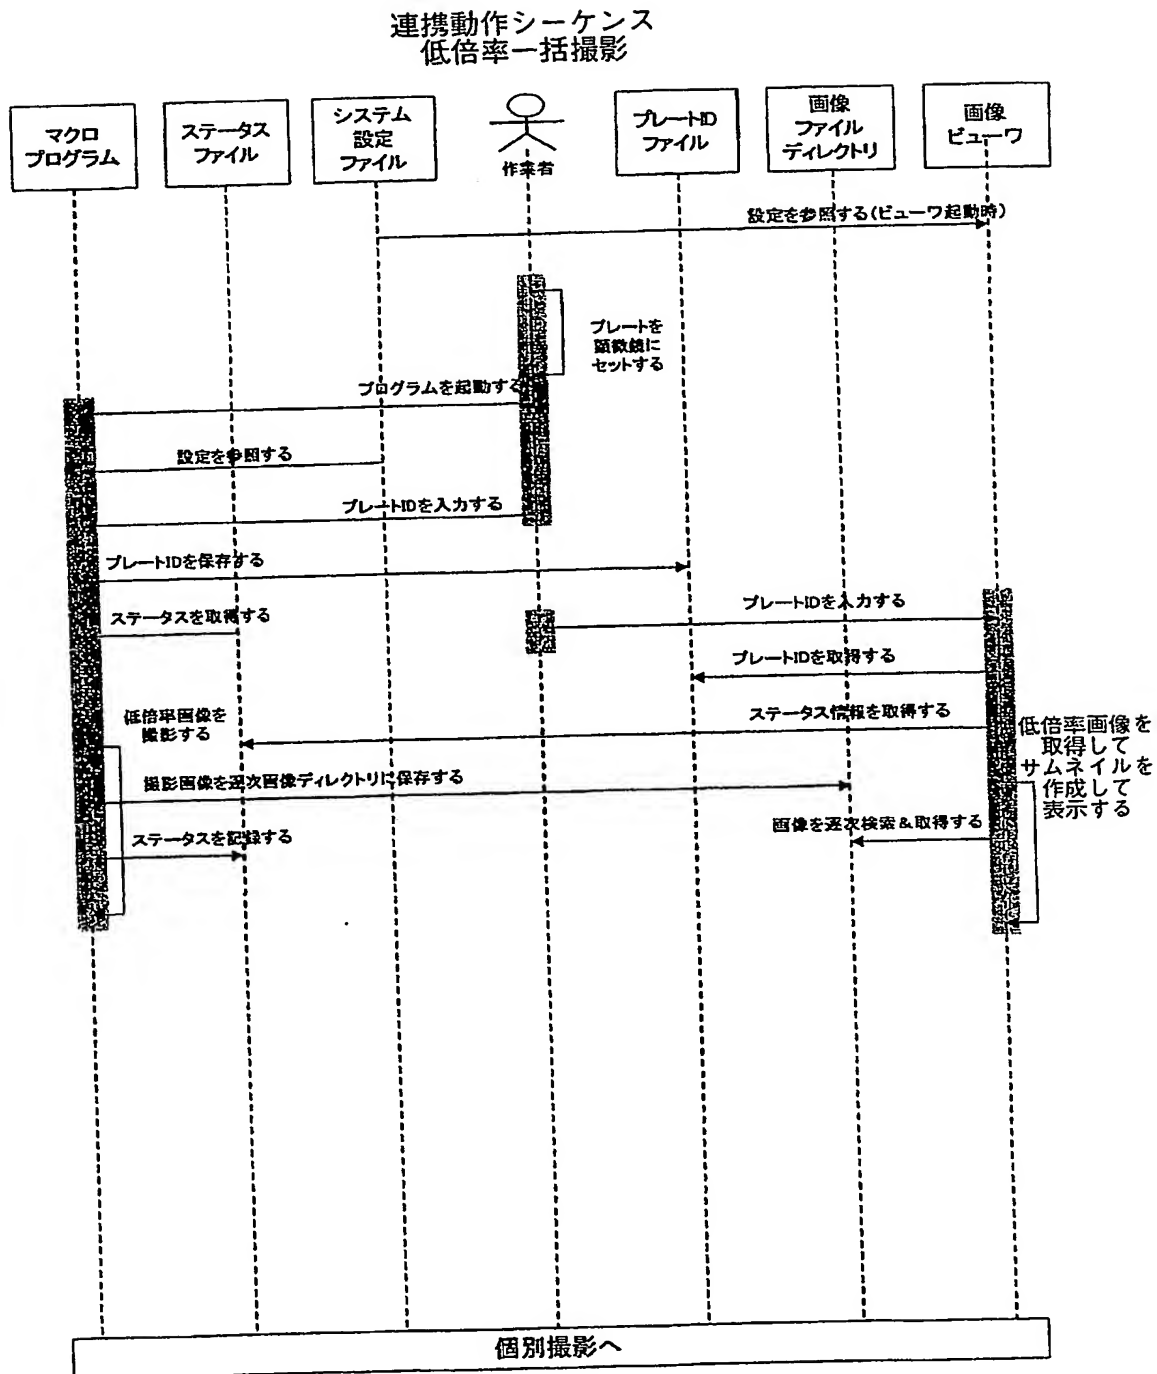 連携動作シーケンス
低倍率一括撮影
マクロ
プログラム
ステータス
ファイル
システム
設定
ファイル
作業者
プレートID
ファイル
画像
ファイル
ディレクトリ
画像
ビューワ
設定を参照する(ビューワ起動時)
プレートを
顕微鏡に
セットする
プログラムを起動する
設定を参照する
プレートIDを入力する
プレートIDを保存する
ステータスを取得する
プレートIDを入力する
プレートIDを取得する
低倍率画像を
撮影する
ステータス情報を取得する
低倍率画像を
取得して
サムネイルを
作成して
表示する
撮影画像を逐次画像ディレクトリに保存する
画像を逐次検索&取得する
ステータスを記録する
個別撮影へ